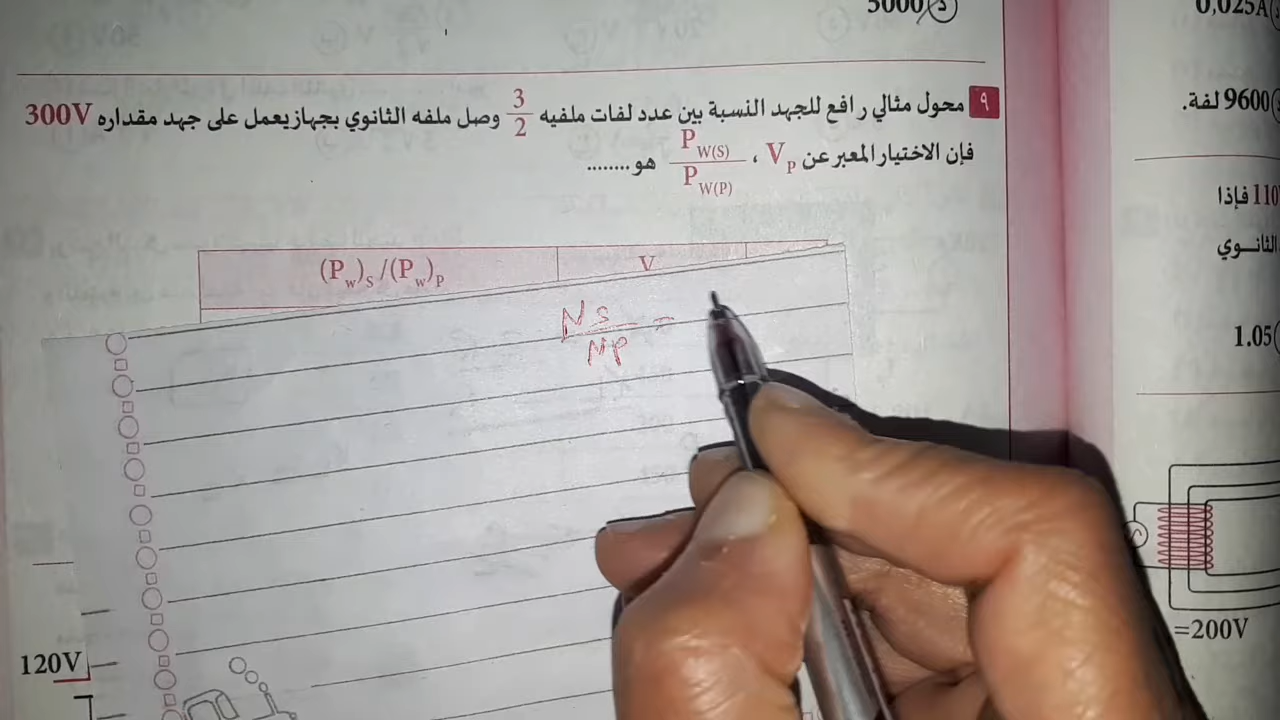 5000 د
0,025A
9600 لفة.
٩ محول مثالي رافع للجهد النسبة بين عدد لفات ملفيه 3/2 وصل ملفه الثانوي بجهاز يعمل على جهد مقداره 300V
فإن الاختيار المعبر عن V_P ، P_W(S)/P_W(P) هو........
110
فإذا
الثانوي
(P_w)_S/(P_w)_P V
Ns/Np =
1.05
=200V
120V